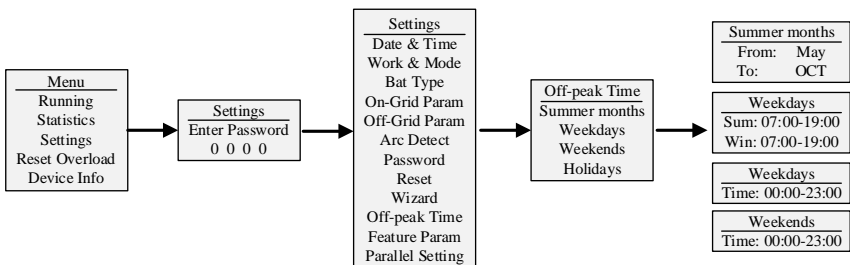 Menu
Running
Statistics
Settings
Reset Overload
Device Info
Settings
Enter Password
0 0 0 0
Settings
Date & Time
Work & Mode
Bat Type
On-Grid Param
Off-Grid Param
Arc Detect
Password
Reset
Wizard
Off-peak Time
Feature Param
Parallel Setting
Off-peak Time
Summer months
Weekdays
Weekends
Holidays
Summer months
From: May
To: OCT
Weekdays
Sum: 07:00-19:00
Win: 07:00-19:00
Weekdays
Time: 00:00-23:00
Weekends
Time: 00:00-23:00